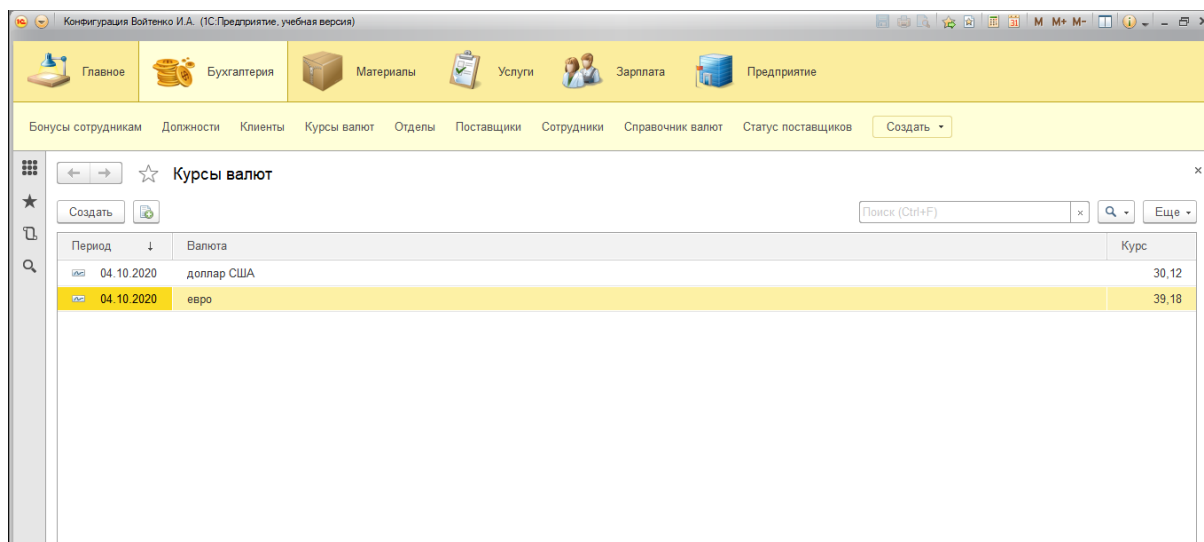 Конфигурация Войтенко И.А. (1С:Предприятие, учебная версия) 31 M M+ M-
Главное Бухгалтерия Материалы Услуги Зарплата Предприятие
Бонусы сотрудникам Должности Клиенты Курсы валют Отделы Поставщики Сотрудники Справочник валют Статус поставщиков Создать
Курсы валют
Создать Поиск (Ctrl+F) Еще
Период Валюта Курс
04.10.2020 доллар США 30,12
04.10.2020 евро 39,18